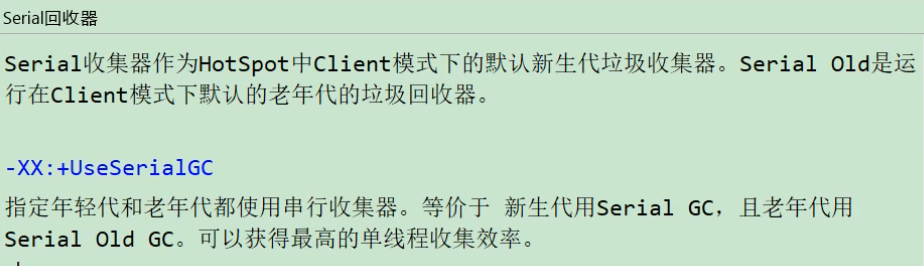 Serial回收器
Serial收集器作为HotSpot中Client模式下的默认新生代垃圾收集器。Serial Old是运
行在Client模式下默认的老年代的垃圾回收器。
-XX:+UseSerialGC
指定年轻代和老年代都使用串行收集器。等价于 新生代用Serial GC，且老年代用
Serial Old GC。可以获得最高的单线程收集效率。